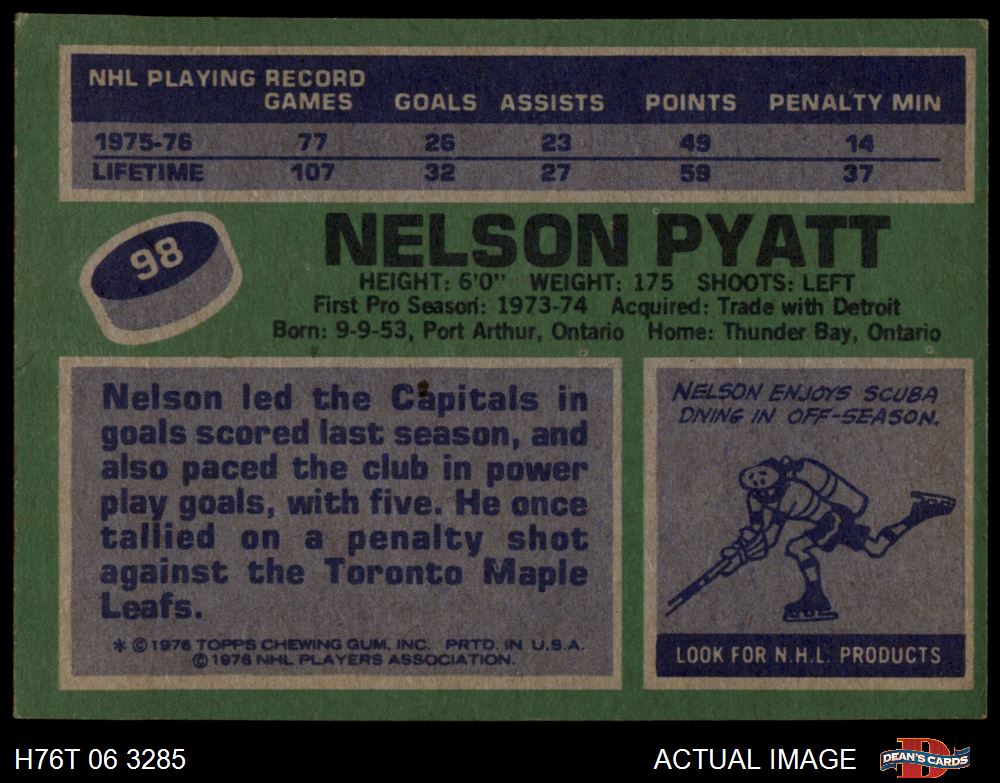 NHL PLAYING RECORD
GAMES GOALS ASSISTS POINTS PENALTY MIN
1975-76 77 26 23 49 14
LIFETIME 107 32 27 59 37
98
NELSON PYATT
HEIGHT: 6'0" WEIGHT: 175 SHOOTS: LEFT
First Pro Season: 1973-74 Acquired: Trade with Detroit
Born: 9-9-53, Port Arthur, Ontario Home: Thunder Bay, Ontario
Nelson led the Capitals in
goals scored last season, and
also paced the club in power
play goals, with five. He once
tallied on a penalty shot
against the Toronto Maple
Leafs.
* © 1976 TOPPS CHEWING GUM, INC. PRTD. IN U.S.A.
© 1976 NHL PLAYERS ASSOCIATION.
NELSON ENJOYS SCUBA
DIVING IN OFF-SEASON.
LOOK FOR N.H.L. PRODUCTS
H76T 06 3285
ACTUAL IMAGE
DEAN'S CARDS